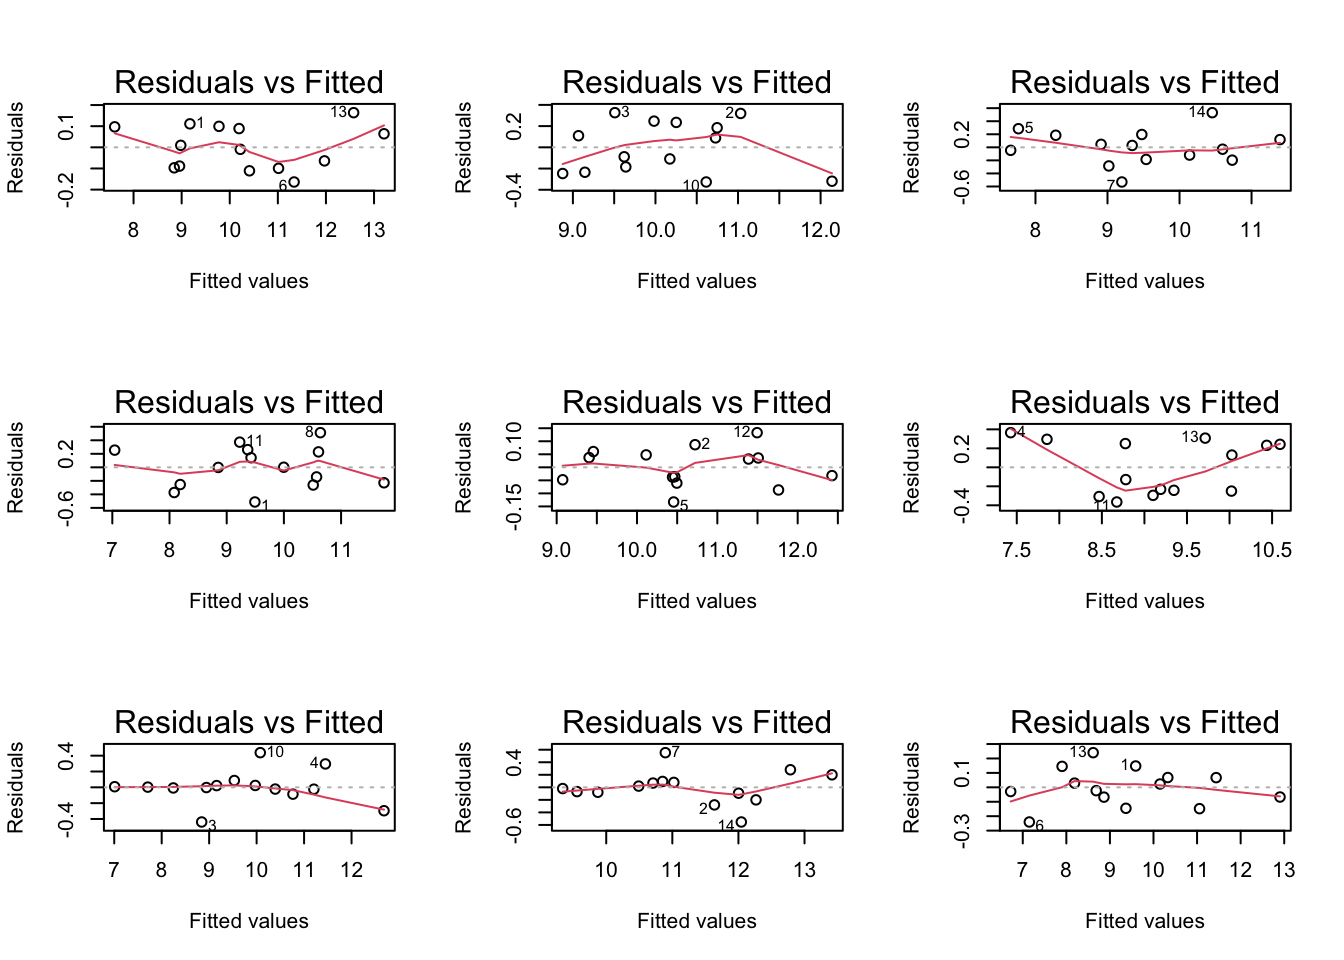 Residuals vs Fitted
Residuals
0.1
-0.2
1
13
6
8 9 10 11 12 13
Fitted values
Residuals vs Fitted
Residuals
0.2
-0.4
3
2
10
9.0 10.0 11.0 12.0
Fitted values
Residuals vs Fitted
Residuals
0.2
-0.6
5
14
7
8 9 10 11
Fitted values
Residuals vs Fitted
Residuals
0.2
-0.6
11
8
1
7 8 9 10 11
Fitted values
Residuals vs Fitted
Residuals
0.10
-0.15
2
12
5
9.0 10.0 11.0 12.0
Fitted values
Residuals vs Fitted
Residuals
0.2
-0.4
4
13
11
7.5 8.5 9.5 10.5
Fitted values
Residuals vs Fitted
Residuals
0.4
-0.4
10
4
3
7 8 9 10 11 12
Fitted values
Residuals vs Fitted
Residuals
0.4
-0.6
7
2
14
10 11 12 13
Fitted values
Residuals vs Fitted
Residuals
0.1
-0.3
13
1
6
7 8 9 10 11 12 13
Fitted values